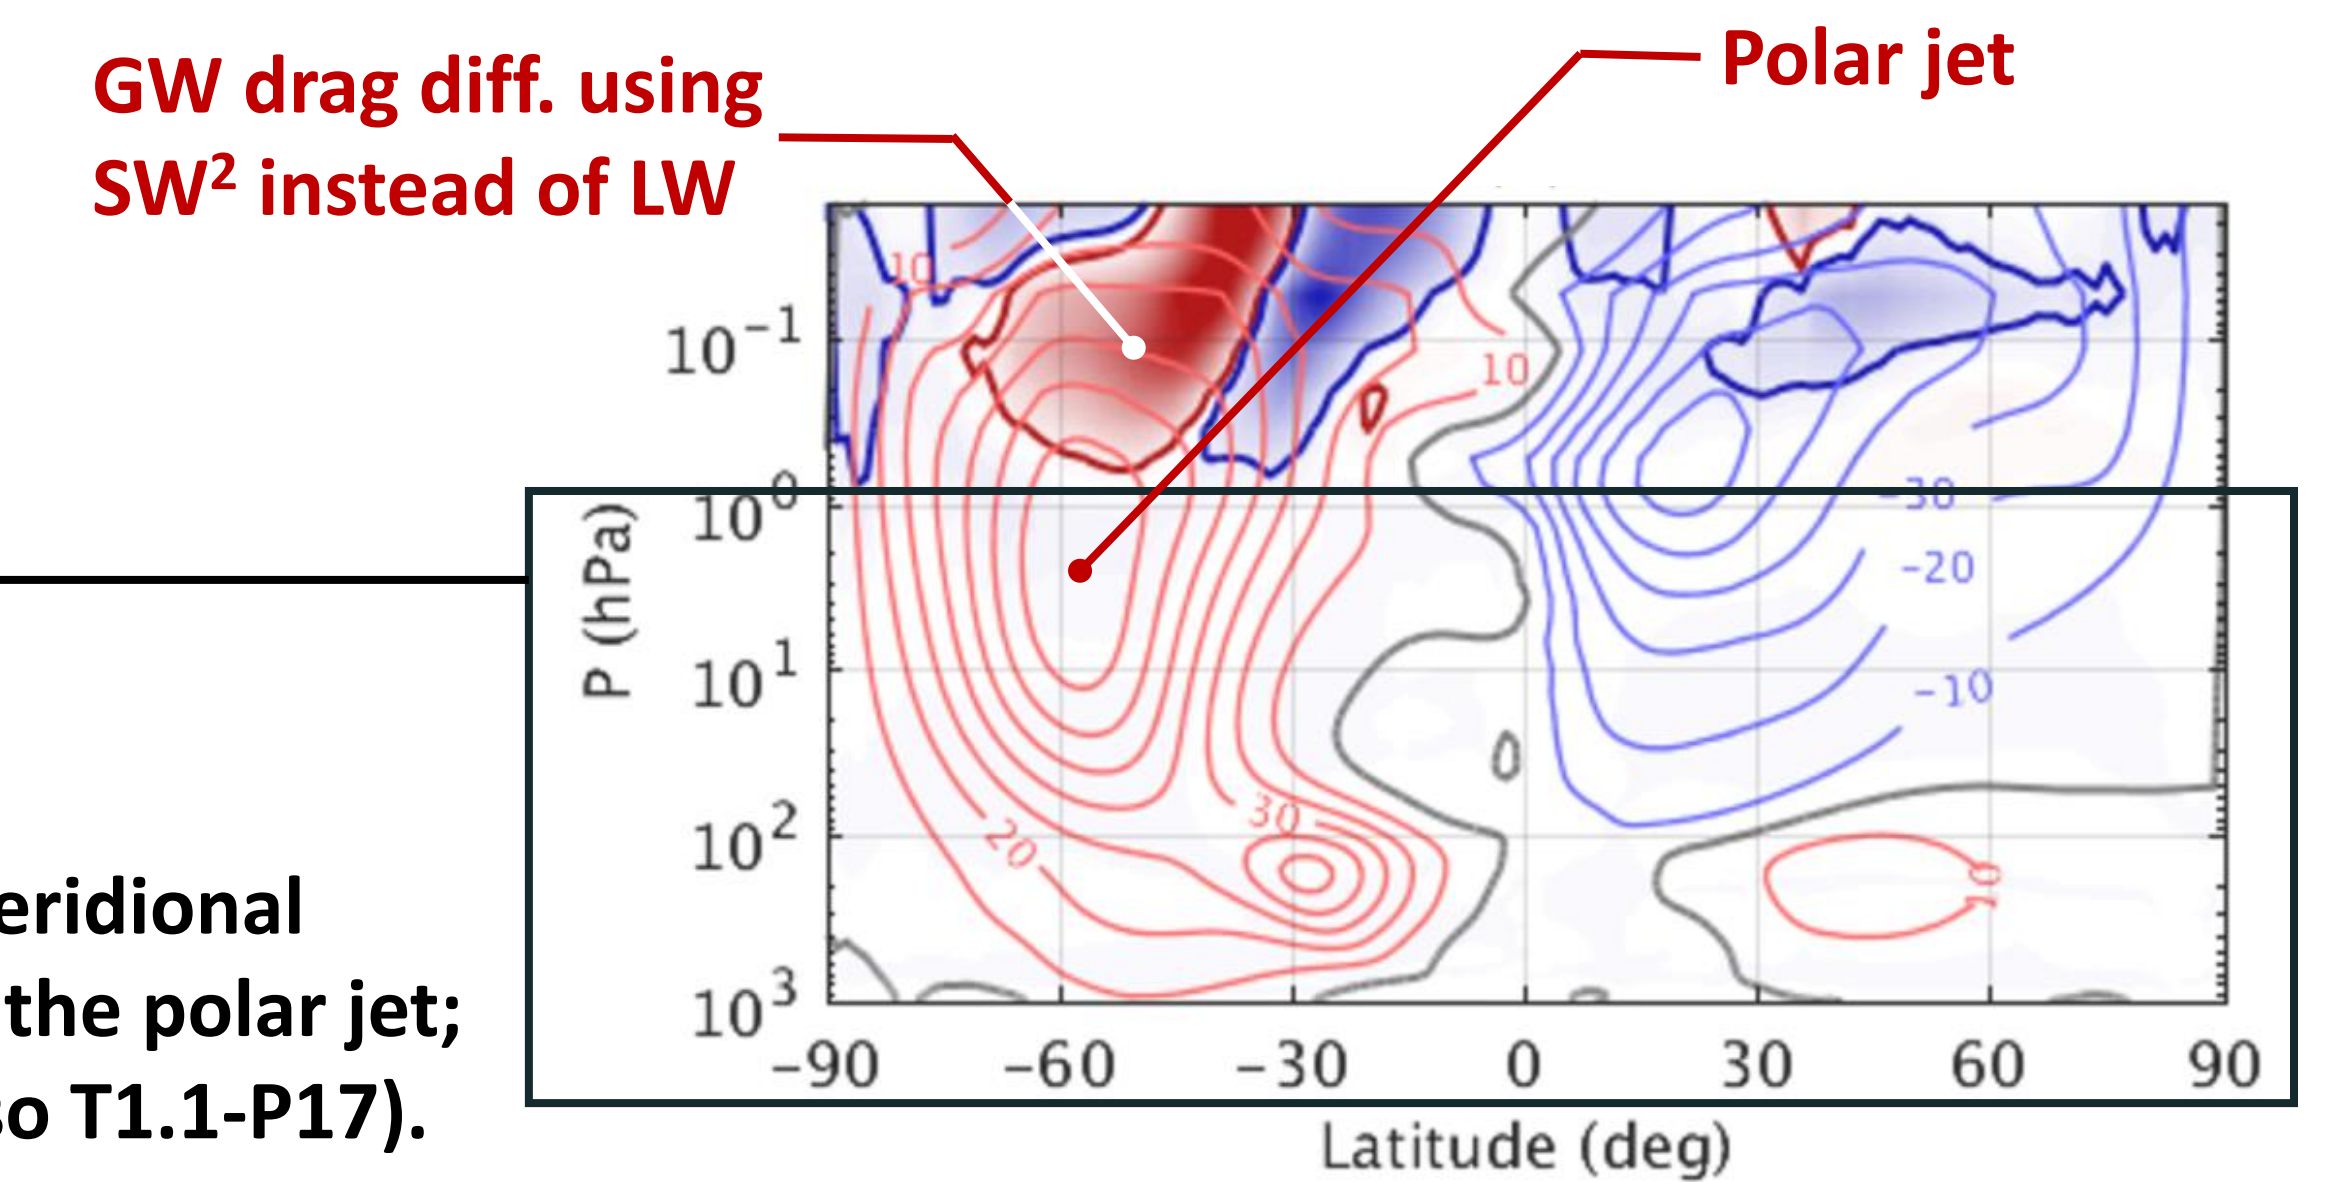 GW drag diff. using
SW² instead of LW
Polar jet
10
10⁻¹
10
10⁰
-30
P (hPa)
-20
10¹
-10
30
10²
20
10
eridional
the polar jet;
10³
so T1.1-P17).
-90 -60 -30 0 30 60 90
Latitude (deg)